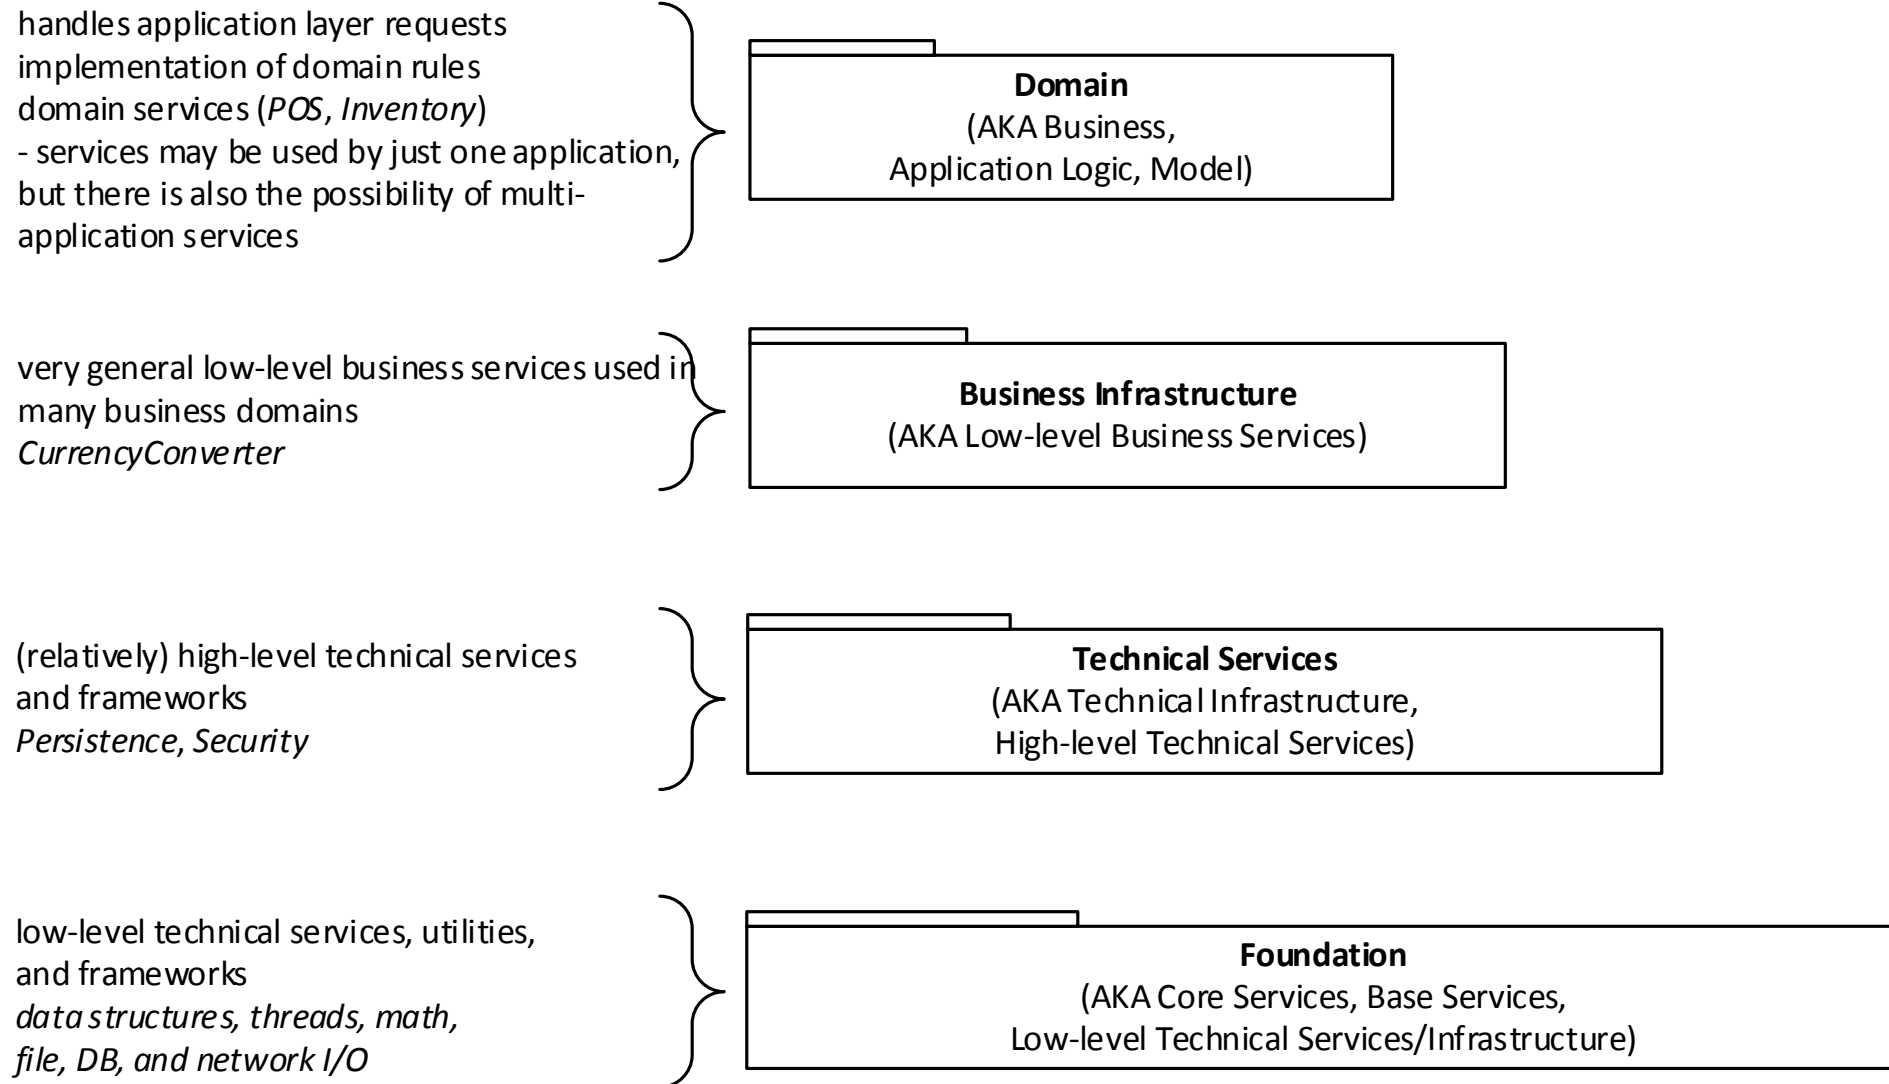 handles application layer requests
implementation of domain rules
domain services (POS, Inventory)
- services may be used by just one application,
but there is also the possibility of multi-
application services
Domain
(AKA Business,
Application Logic, Model)
very general low-level business services used in
many business domains
CurrencyConverter
Business Infrastructure
(AKA Low-level Business Services)
(relatively) high-level technical services
and frameworks
Persistence, Security
Technical Services
(AKA Technical Infrastructure,
High-level Technical Services)
low-level technical services, utilities,
and frameworks
data structures, threads, math,
file, DB, and network I/O
Foundation
(AKA Core Services, Base Services,
Low-level Technical Services/Infrastructure)